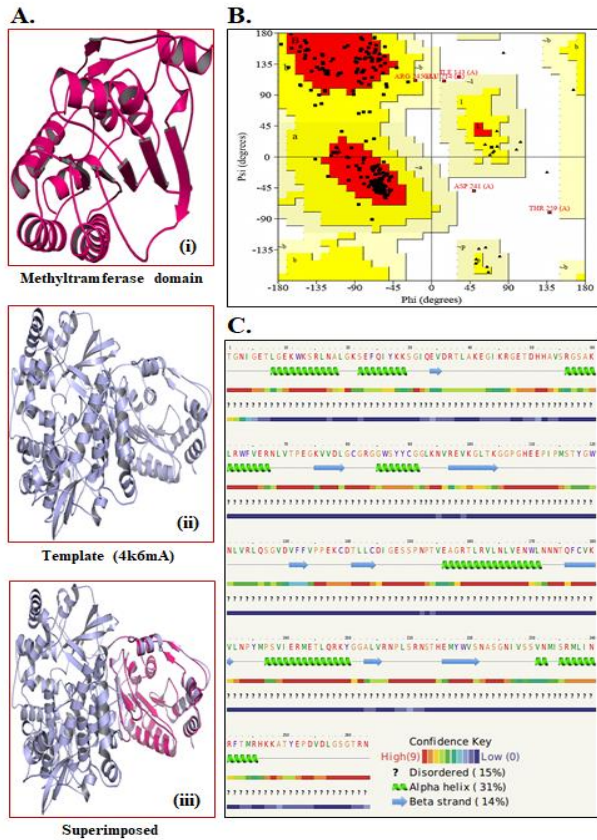 A.
(i)
Methyltramferase domain
(ii)
Template (4k6mA)
(iii)
Superimposed
B.
Psi (degrees)
180
135
90
45
0
-45
-90
-135
-180
-135
-90
-45
0
45
90
135
180
Phi (degrees)
ASP 241 (A)
THR 259 (A)
C.
TGNIGETLGEKWKSRLNALGKSEFQIYKKSGIQEVDRTLAKEGIKRGETDHHAVSRGSAK
LRWFVERNLVTPEGKVVDLGCGRGGWSYYCGGLKNVREVKGLTKGGPGHEEPIPMSTYGW
NLVRLQSGVDVFFVPPEKCDTLLCDIGESSPNPTVEAGRTLRVLNLVENWLNNNTQFCVK
VLNPYMPSVIERMETLQRKYGGALVRNPLSRNSTHEMYWVSNASGNIVSSVNMISRMLIN
RFTMRHKKATYEPDVDLGSGTRN
Confidence Key
High(9) Low (0)
? Disordered ( 15%)
Alpha helix ( 31%)
Beta strand ( 14%)